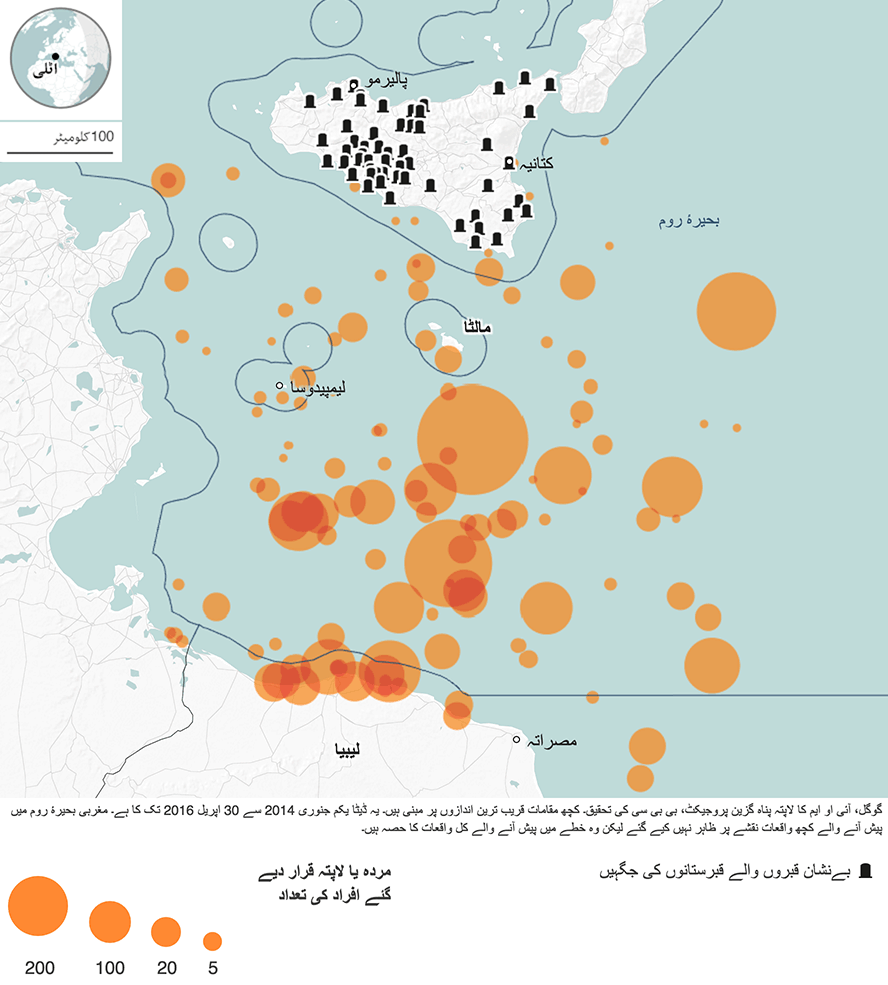 اٹلی
100کلومیٹر
پالیرمو
کتانیہ
بحیرۂ روم
مالٹا
لیمپیدوسا
مصراتہ
لیبیا
گوگل، آئی او ایم کا لاپتہ پناہ گزین پروجیکٹ، بی بی سی کی تحقیق۔ کچھ مقامات قریب ترین اندازوں پر مبنی ہیں۔ یہ ڈیٹا یکم جنوری 2014 سے 30 اپریل 2016 تک کا ہے۔ مغربی بحیرۂ روم میں
پیش آنے والے کچھ واقعات نقشے پر ظاہر نہیں کیے گئے لیکن وہ خطے میں پیش آنے والے کل واقعات کا حصہ ہیں۔
بےنشان قبروں والے قبرستانوں کی جگہیں
مردہ یا لاپتہ قرار دیے
گئے افراد کی تعداد
200 100 20 5